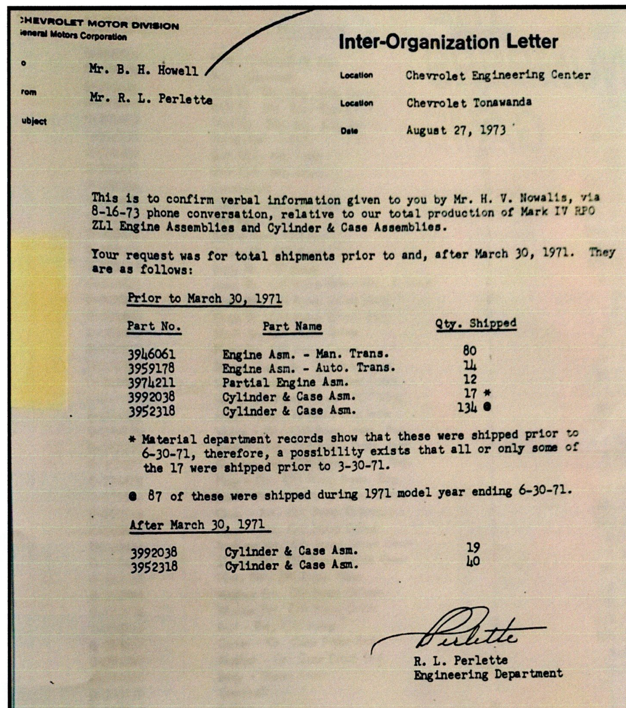 CHEVROLET MOTOR DIVISION
General Motors Corporation
Inter-Organization Letter
o Mr. B. H. Howell Location Chevrolet Engineering Center
rom Mr. R. L. Perlette Location Chevrolet Tonawanda
ubject Date August 27, 1973
This is to confirm verbal information given to you by Mr. H. V. Nowalis, via
8-16-73 phone conversation, relative to our total production of Mark IV RPO
ZL1 Engine Assemblies and Cylinder & Case Assemblies.
Your request was for total shipments prior to and, after March 30, 1971. They
are as follows:
Prior to March 30, 1971
Part No. Part Name Qty. Shipped
3946061 Engine Asm. - Man. Trans. 80
3959178 Engine Asm. - Auto. Trans. 14
3974211 Partial Engine Asm. 12
3992038 Cylinder & Case Asm. 17 *
3952318 Cylinder & Case Asm. 134 @
* Material department records show that these were shipped prior to
6-30-71, therefore, a possibility exists that all or only some of
the 17 were shipped prior to 3-30-71.
@ 87 of these were shipped during 1971 model year ending 6-30-71.
After March 30, 1971
3992038 Cylinder & Case Asm. 19
3952318 Cylinder & Case Asm. 40
Perlette
R. L. Perlette
Engineering Department